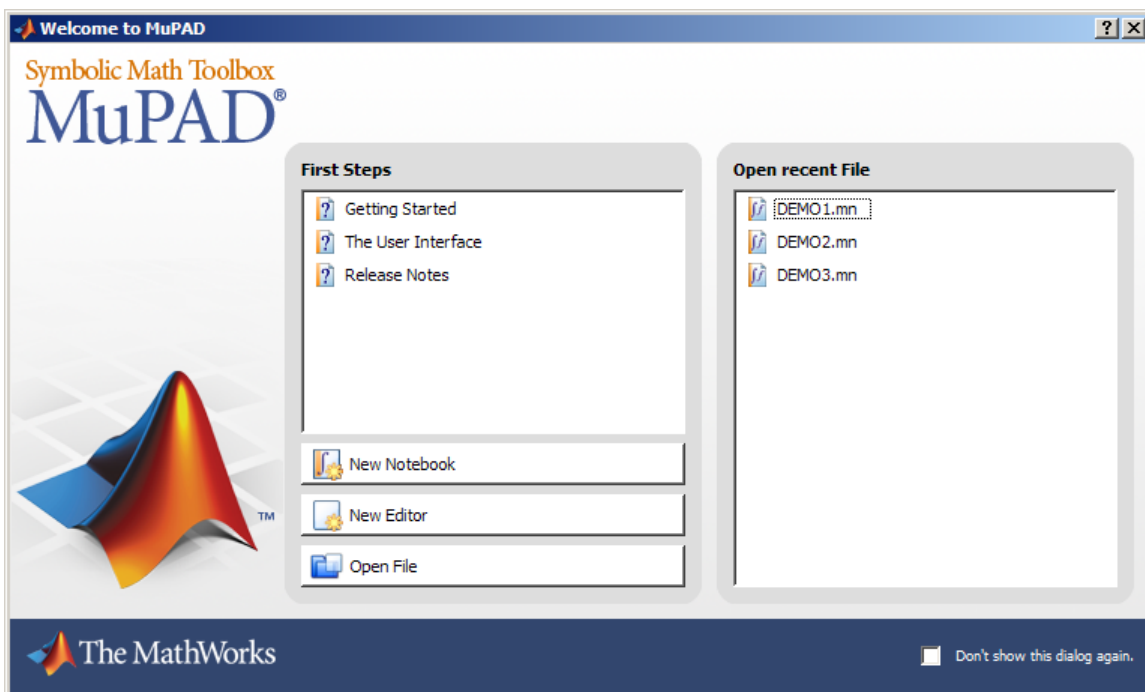 Welcome to MuPAD
Symbolic Math Toolbox
MuPAD®
First Steps
Getting Started
The User Interface
Release Notes
New Notebook
New Editor
Open File
Open recent File
DEMO1.mn
DEMO2.mn
DEMO3.mn
TM
The MathWorks
Don't show this dialog again.